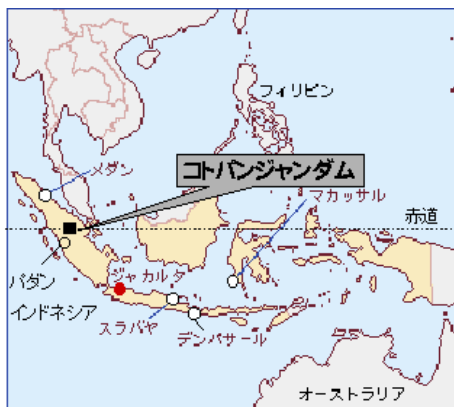 フィリピン
メダン
コトパンジャンダム
マカッサル
赤道
パダン
ジャカルタ
インドネシア
スラバヤ
デンパサール
オーストラリア